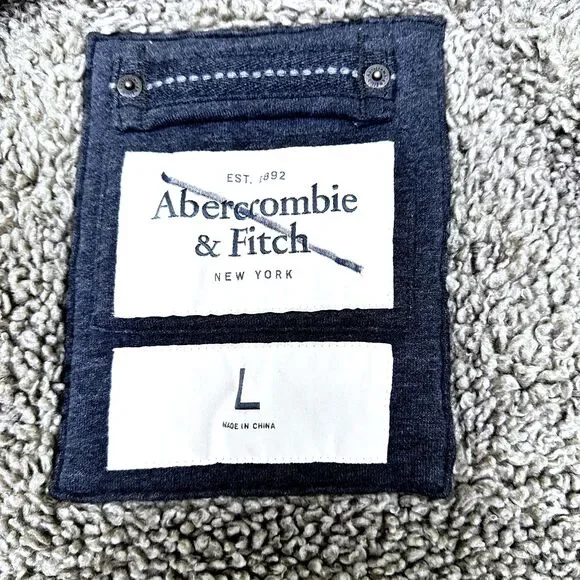 EST. 1892
Abercrombie
& Fitch
NEW YORK
L
MADE IN CHINA